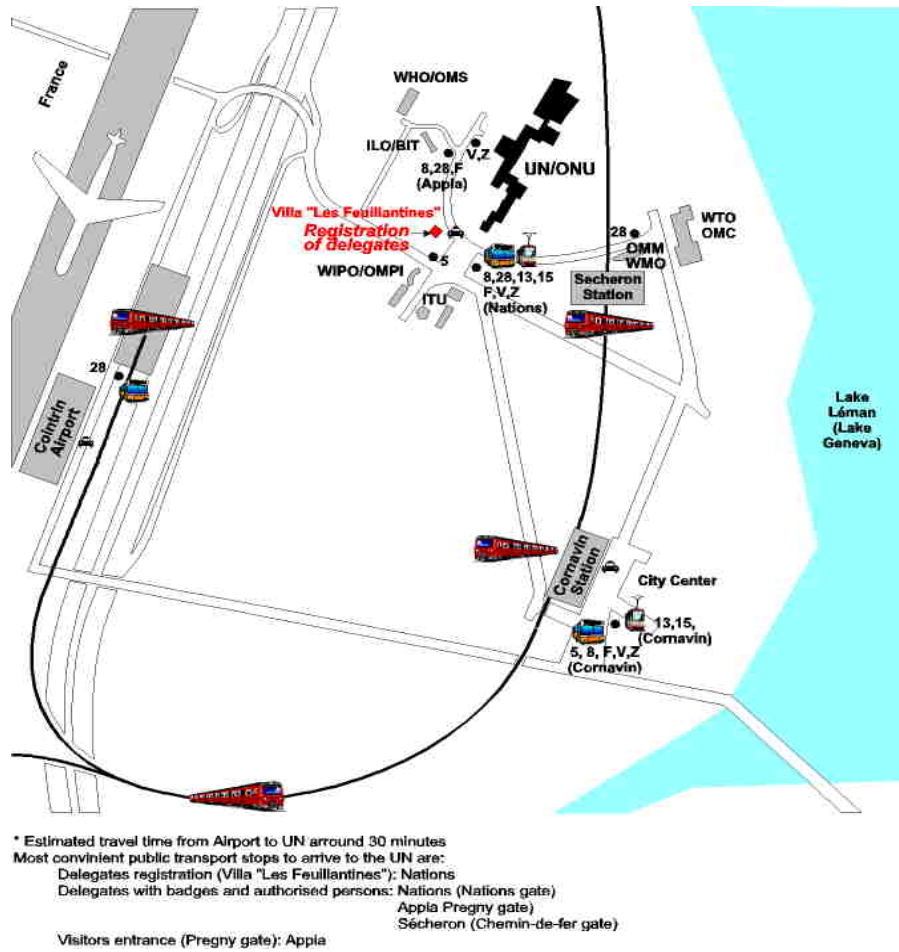 France
WHO/OMS
ILO/BIT
V,Z
8,28,F
(Appia)
UN/ONU
Villa "Les Feuillantines"
Registration
of delegates
5
WIPO/OMPI
ITU
8,28,13,15
F,V,Z
(Nations)
28
OMM
WMO
WTO
OMC
Secheron
Station
28
Cointrin
Airport
Lake
Léman
(Lake
Geneva)
Cornavin
Station
City Center
13,15,
(Cornavin)
5, 8, F,V,Z
(Cornavin)
* Estimated travel time from Airport to UN arround 30 minutes
Most convinient public transport stops to arrive to the UN are:
Delegates registration (Villa "Les Feuillantines"): Nations
Delegates with badges and authorised persons: Nations (Nations gate)
Appia Pregny gate)
Sécheron (Chemin-de-fer gate)
Visitors entrance (Pregny gate): Appia